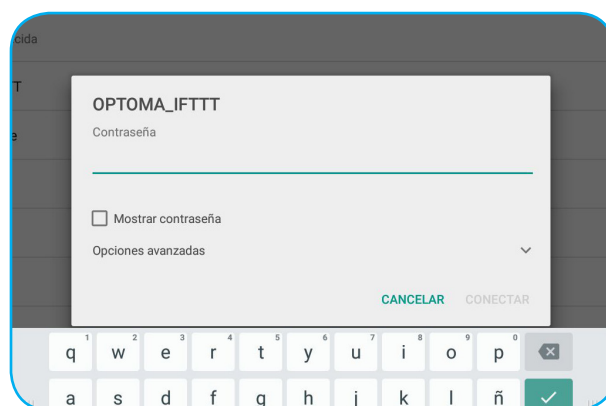 cida
T
e
OPTOMA_IFTTT
Contraseña
Mostrar contraseña
Opciones avanzadas
CANCELAR CONECTAR
1 2 3 4 5 6 7 8 9 0
q w e r t y u i o p
a s d f g h j k l ñ